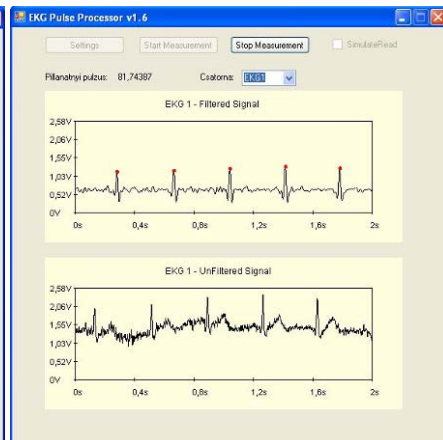 EKG Pulse Processor v1.6
Settings Start Measurement Stop Measurement SimulateRead
Pillanatnyi pulzus: 81,74387 Csatorna: EKG1
EKG 1 - Filtered Signal
2,58V
2,06V
1,55V
1,03V
0,52V
0V
0s 0,4s 0,8s 1,2s 1,6s 2s
EKG 1 - UnFiltered Signal
2,58V
2,06V
1,55V
1,03V
0,52V
0V
0s 0,4s 0,8s 1,2s 1,6s 2s